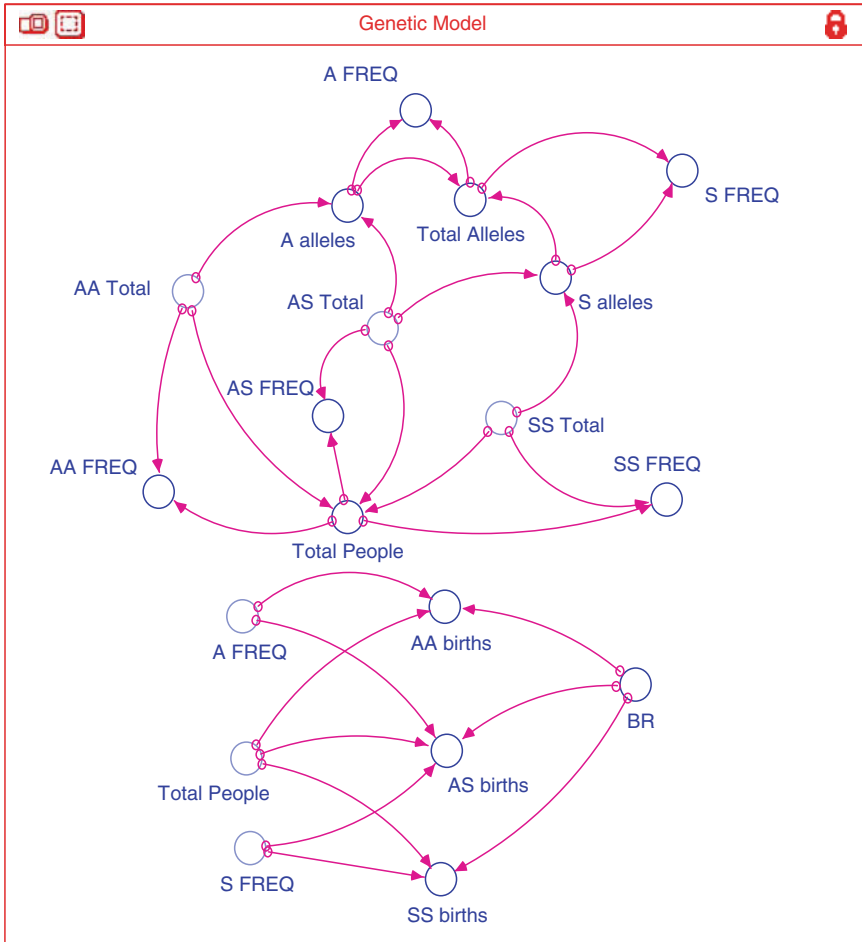 Genetic Model
A FREQ
S FREQ
A alleles
Total Alleles
AA Total
AS Total
S alleles
AS FREQ
SS Total
AA FREQ
SS FREQ
Total People
A FREQ
AA births
BR
Total People
AS births
S FREQ
SS births